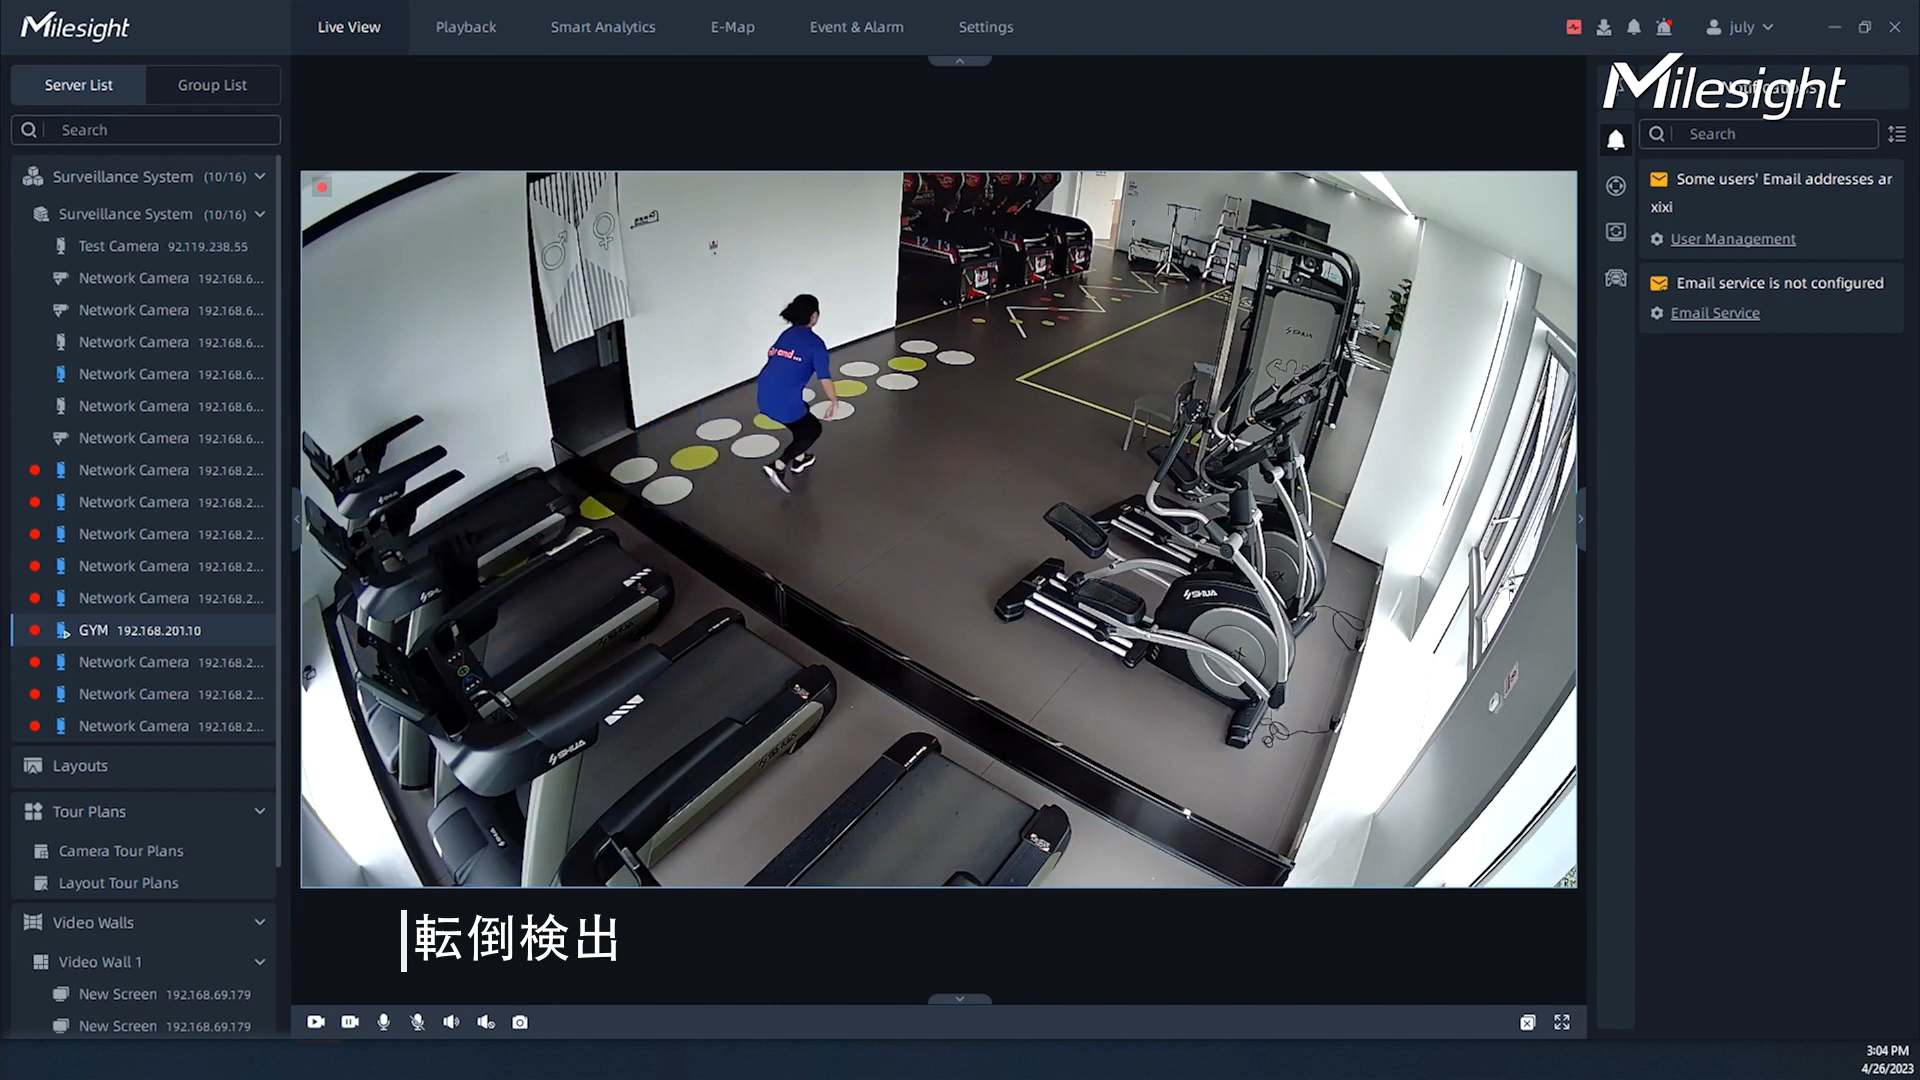 Milesight
Live View
Playback
Smart Analytics
E-Map
Event & Alarm
Settings
july
Server List
Group List
Search
Surveillance System (10/16)
Surveillance System (10/16)
Test Camera 92.119.238.55
Network Camera 192.168.6...
Network Camera 192.168.6...
Network Camera 192.168.6...
Network Camera 192.168.6...
Network Camera 192.168.6...
Network Camera 192.168.6...
Network Camera 192.168.2...
Network Camera 192.168.2...
Network Camera 192.168.2...
Network Camera 192.168.2...
Network Camera 192.168.2...
GYM 192.168.201.10
Network Camera 192.168.2...
Network Camera 192.168.2...
Network Camera 192.168.2...
Layouts
Tour Plans
Camera Tour Plans
Layout Tour Plans
Video Walls
Video Wall 1
New Screen 192.168.69.179
New Screen 192.168.69.179
SHUA
SHUA
SHUA
転倒検出
Milesight
Search
Some users' Email addresses ar
xixi
User Management
Email service is not configured
Email Service
3:04 PM
4/26/2023